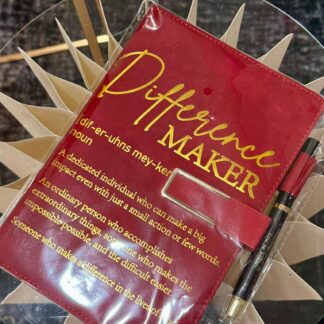 Difference
MAKER
dif-er-uhns mey-ker
noun
A dedicated individual who can make a big
impact even with just a small action or few words.
An ordinary person who accomplishes
extraordinary things, someone who makes the
impossible possible, and the difficult easier.
Someone who makes a difference in the lives of